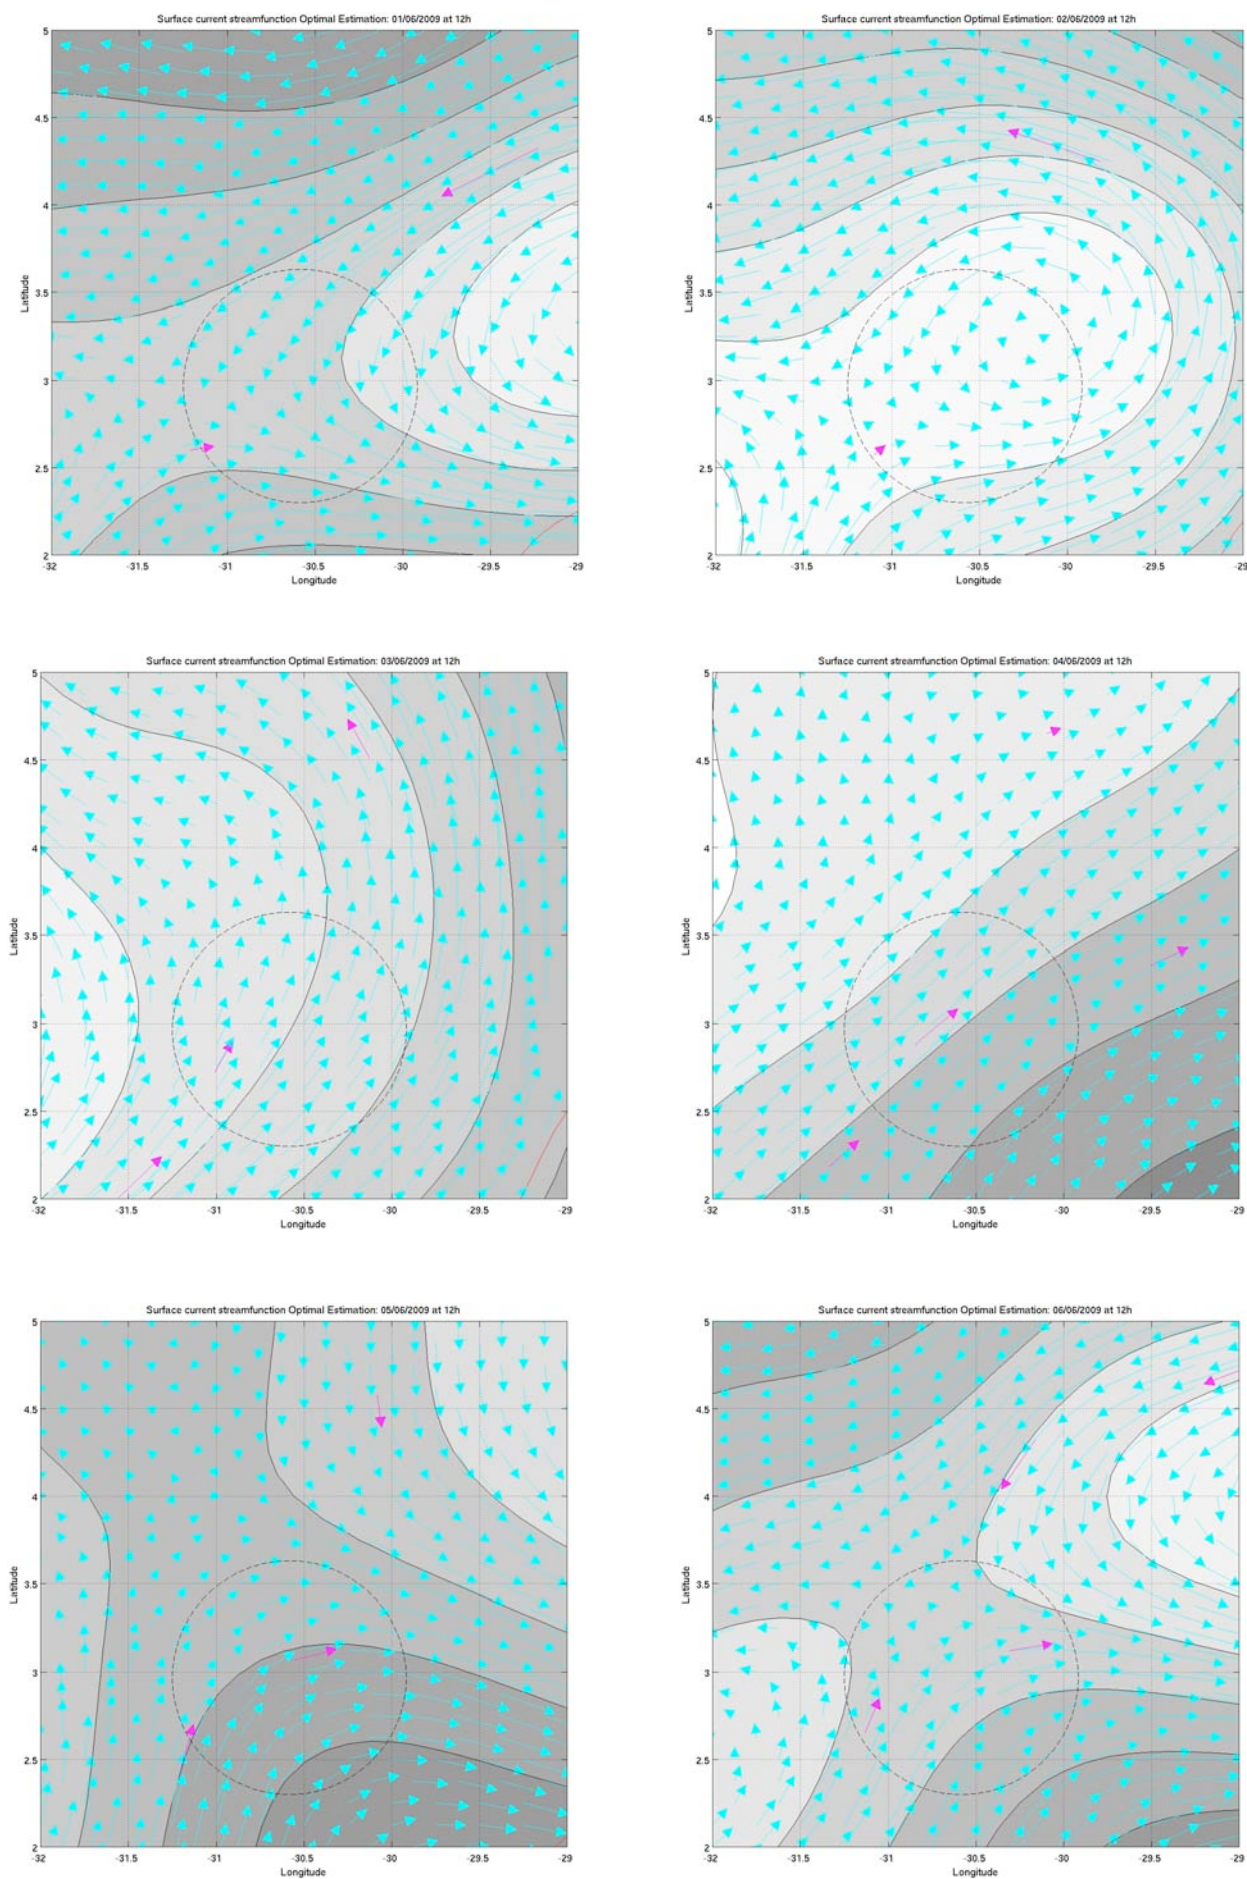 Surface current streamfunction Optimal Estimation: 01/06/2009 at 12h
5
4.5
4
3.5
3
2.5
2
Latitude
-32 -31.5 -31 -30.5 -30 -29.5 -29
Longitude
Surface current streamfunction Optimal Estimation: 02/06/2009 at 12h
5
4.5
4
3.5
3
2.5
2
Latitude
-32 -31.5 -31 -30.5 -30 -29.5 -29
Longitude
Surface current streamfunction Optimal Estimation: 03/06/2009 at 12h
5
4.5
4
3.5
3
2.5
2
Latitude
-32 -31.5 -31 -30.5 -30 -29.5 -29
Longitude
Surface current streamfunction Optimal Estimation: 04/06/2009 at 12h
5
4.5
4
3.5
3
2.5
2
Latitude
-32 -31.5 -31 -30.5 -30 -29.5 -29
Longitude
Surface current streamfunction Optimal Estimation: 05/06/2009 at 12h
5
4.5
4
3.5
3
2.5
2
Latitude
-32 -31.5 -31 -30.5 -30 -29.5 -29
Longitude
Surface current streamfunction Optimal Estimation: 06/06/2009 at 12h
5
4.5
4
3.5
3
2.5
2
Latitude
-32 -31.5 -31 -30.5 -30 -29.5 -29
Longitude